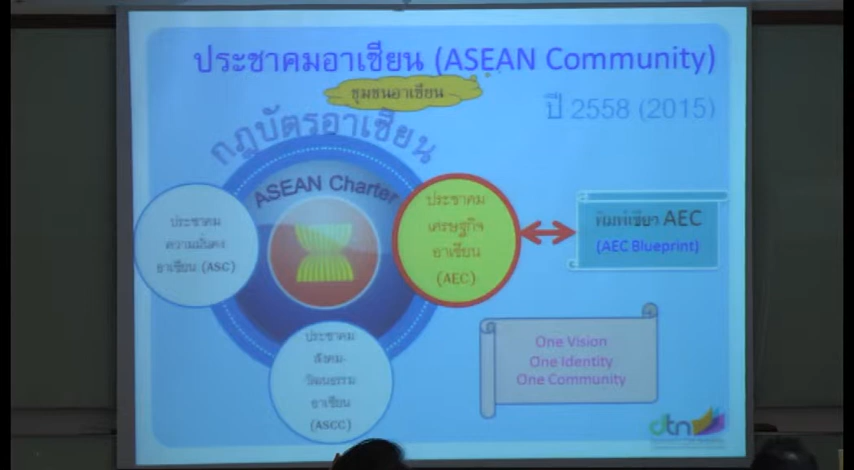 ประชาคมอาเซียน (ASEAN Community)
ชุมชนอาเซียน
ปี 2558 (2015)
กฎบัตรอาเซียน
ASEAN Charter
ประชาคม
ความมั่นคง
อาเซียน (ASC)
ประชาคม
เศรษฐกิจ
อาเซียน
(AEC)
พิมพ์เขียว AEC
(AEC Blueprint)
ประชาคม
สังคม-
วัฒนธรรม
อาเซียน
(ASCC)
One Vision
One Identity
One Community
dtn